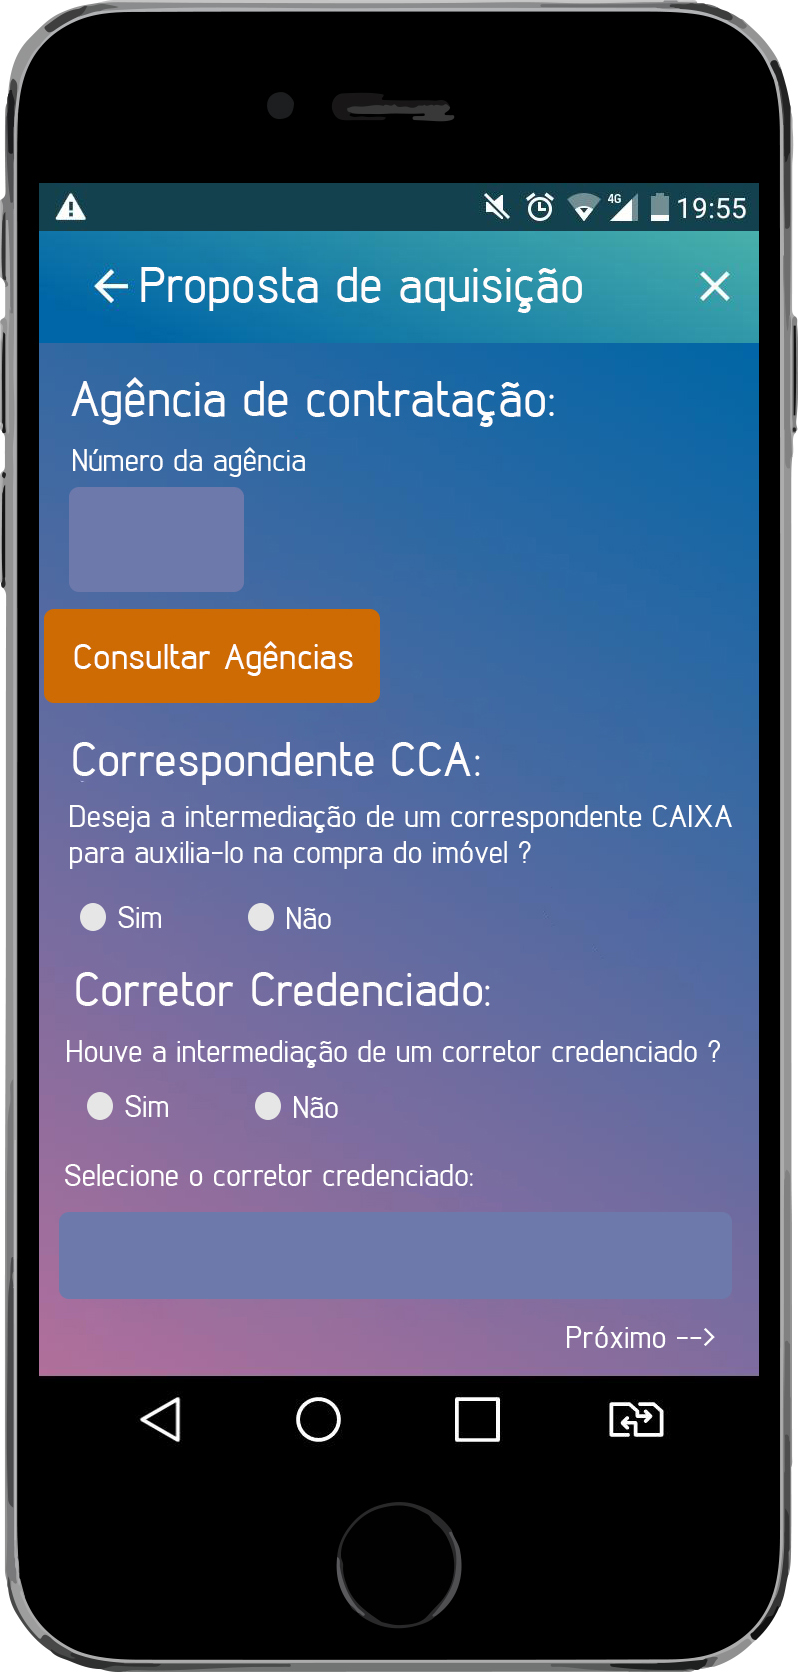 4G 19:55
Proposta de aquisição
Agência de contratação:
Número da agência
Consultar Agências
Correspondente CCA:
Deseja a intermediação de um correspondente CAIXA
para auxilia-lo na compra do imóvel ?
Sim Não
Corretor Credenciado:
Houve a intermediação de um corretor credenciado ?
Sim Não
Selecione o corretor credenciado:
Próximo -->